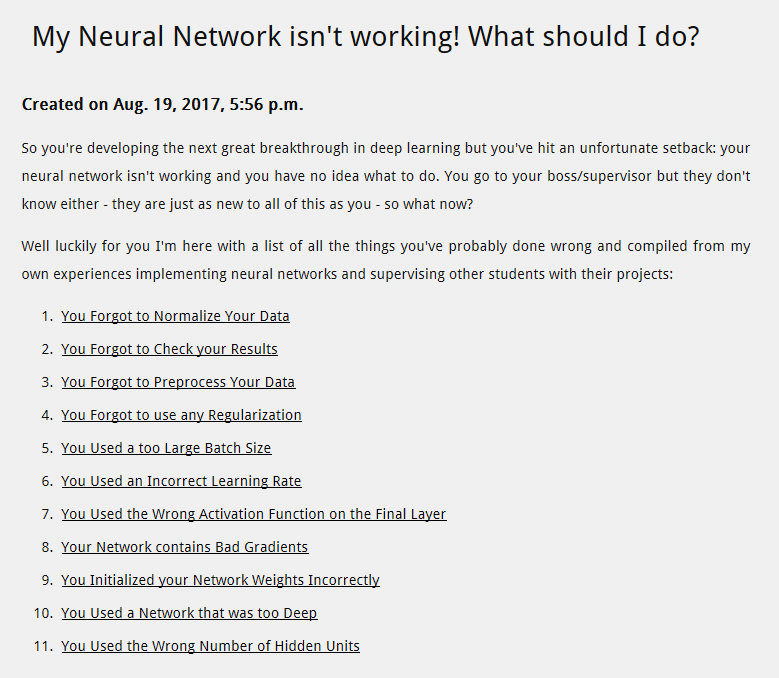 My Neural Network isn't working! What should I do?
Created on Aug. 19, 2017, 5:56 p.m.
So you're developing the next great breakthrough in deep learning but you've hit an unfortunate setback: your
neural network isn't working and you have no idea what to do. You go to your boss/supervisor but they don't
know either - they are just as new to all of this as you - so what now?
Well luckily for you I'm here with a list of all the things you've probably done wrong and compiled from my
own experiences implementing neural networks and supervising other students with their projects:
1. You Forgot to Normalize Your Data
2. You Forgot to Check your Results
3. You Forgot to Preprocess Your Data
4. You Forgot to use any Regularization
5. You Used a too Large Batch Size
6. You Used an Incorrect Learning Rate
7. You Used the Wrong Activation Function on the Final Layer
8. Your Network contains Bad Gradients
9. You Initialized your Network Weights Incorrectly
10. You Used a Network that was too Deep
11. You Used the Wrong Number of Hidden Units